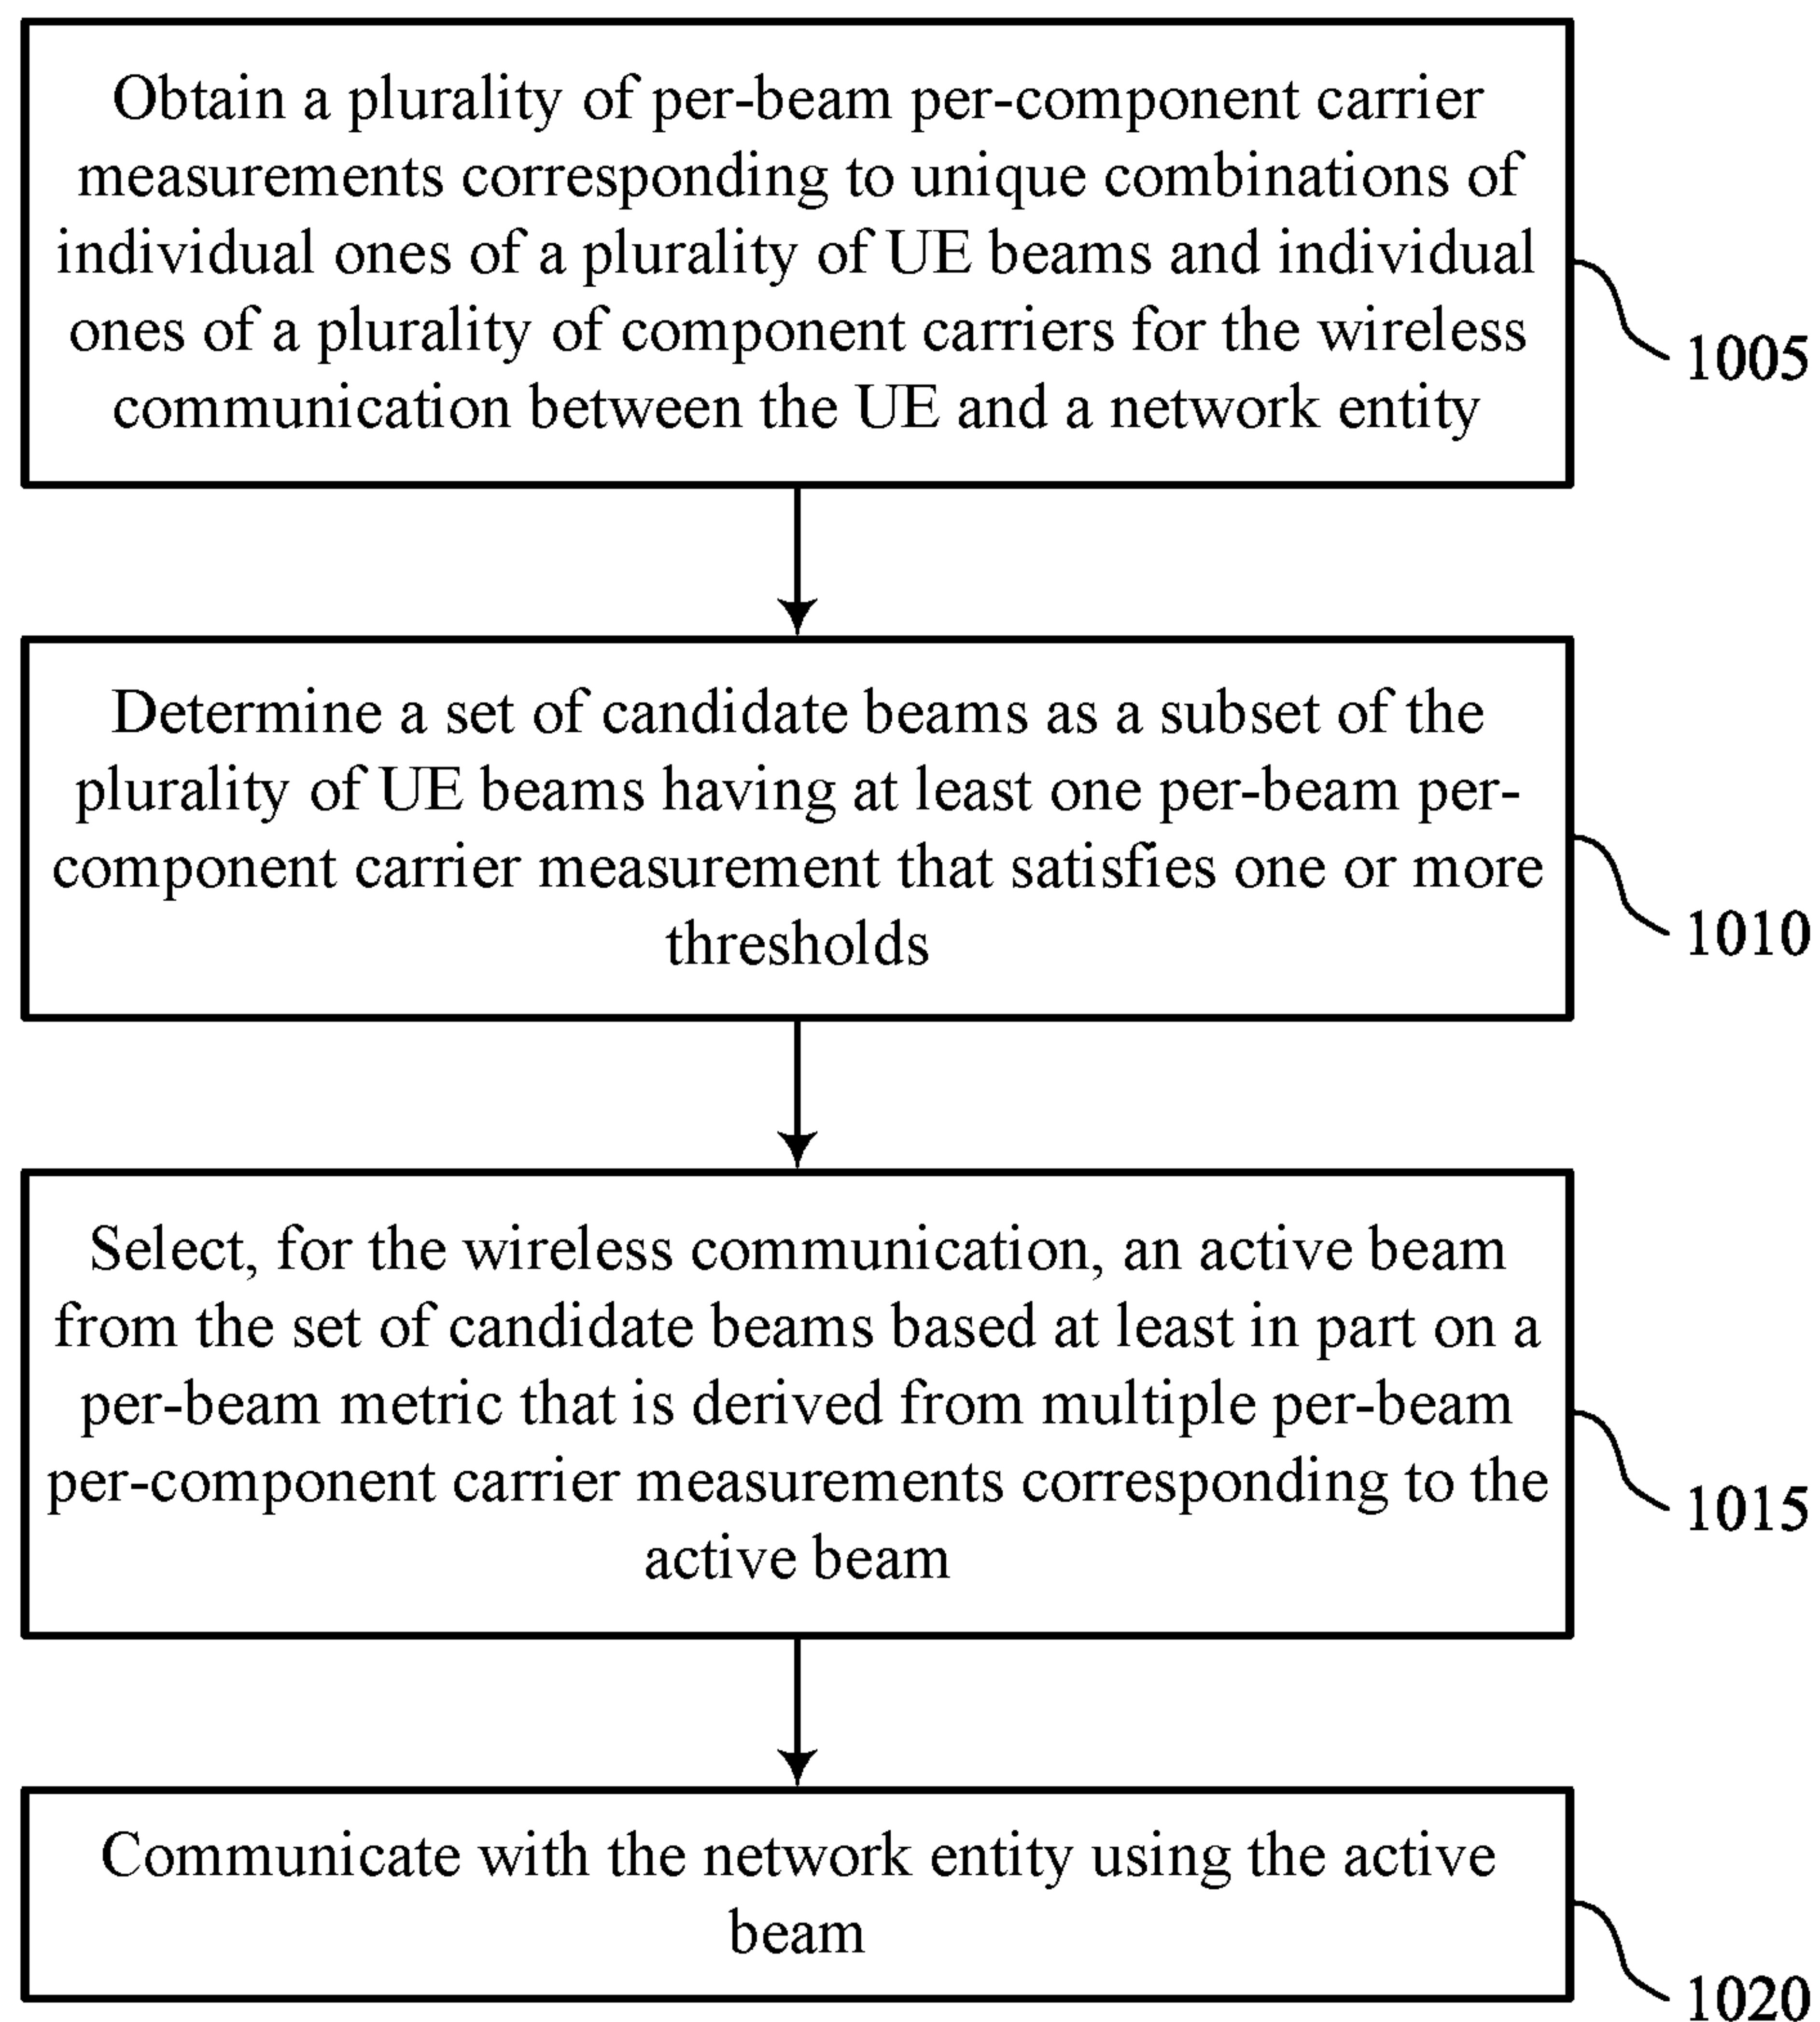 Obtain a plurality of per-beam per-component carrier
measurements corresponding to unique combinations of
individual ones of a plurality of UE beams and individual
ones of a plurality of component carriers for the wireless
communication between the UE and a network entity
1005
Determine a set of candidate beams as a subset of the
plurality of UE beams having at least one per-beam per-
component carrier measurement that satisfies one or more
thresholds
1010
Select, for the wireless communication, an active beam
from the set of candidate beams based at least in part on a
per-beam metric that is derived from multiple per-beam
per-component carrier measurements corresponding to the
active beam
1015
Communicate with the network entity using the active
beam
1020